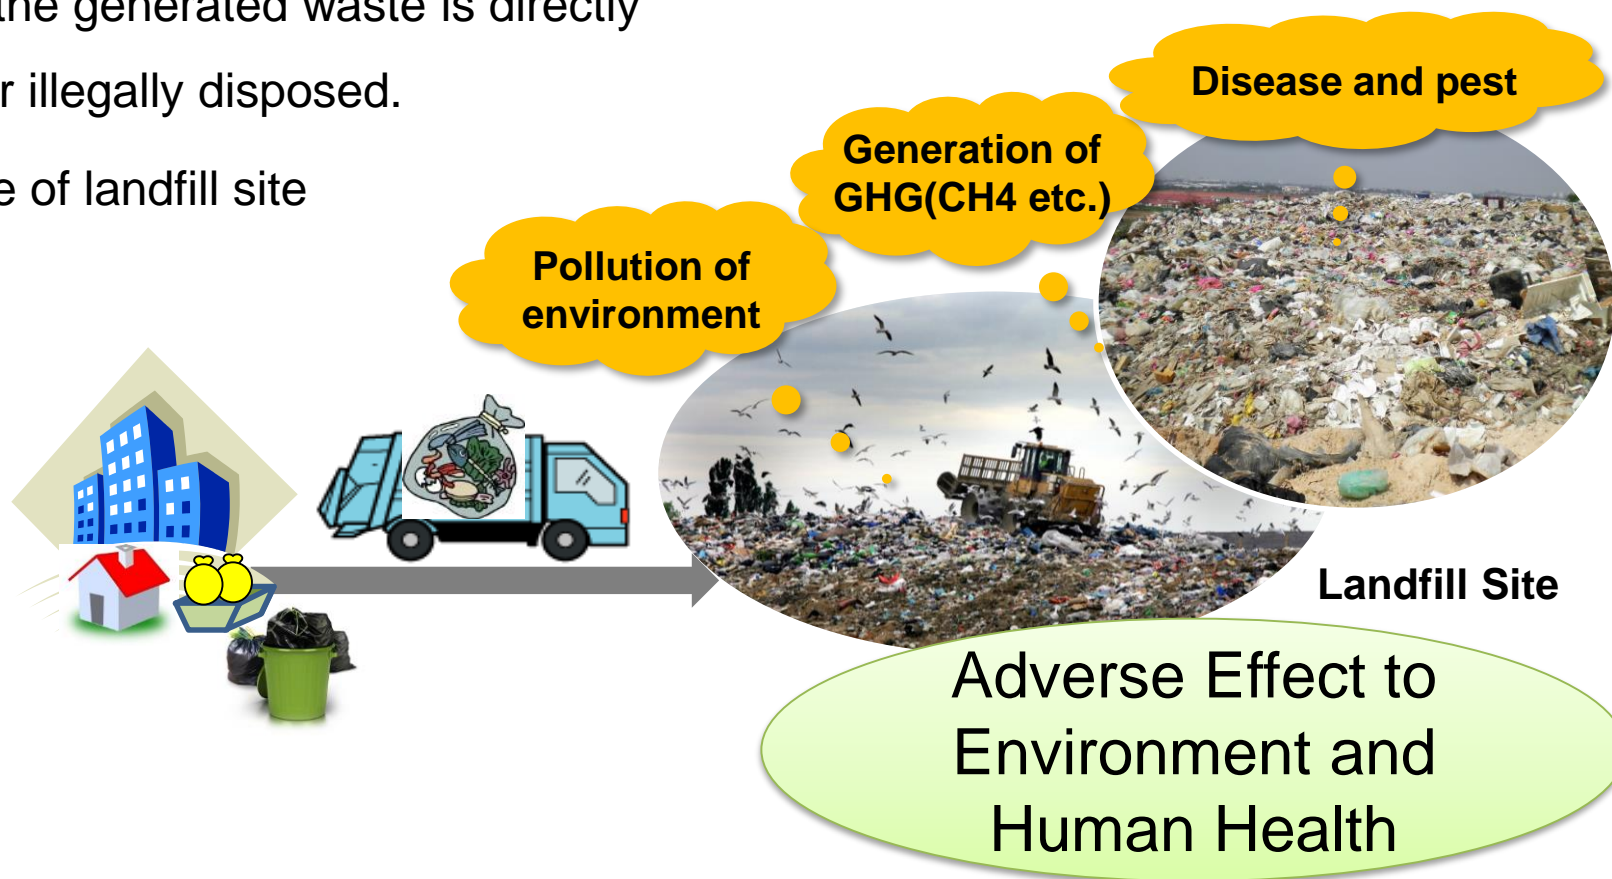 the generated waste is directly
r illegally disposed.
e of landfill site
Disease and pest
Generation of
GHG(CH4 etc.)
Pollution of
environment
Landfill Site
Adverse Effect to
Environment and
Human Health